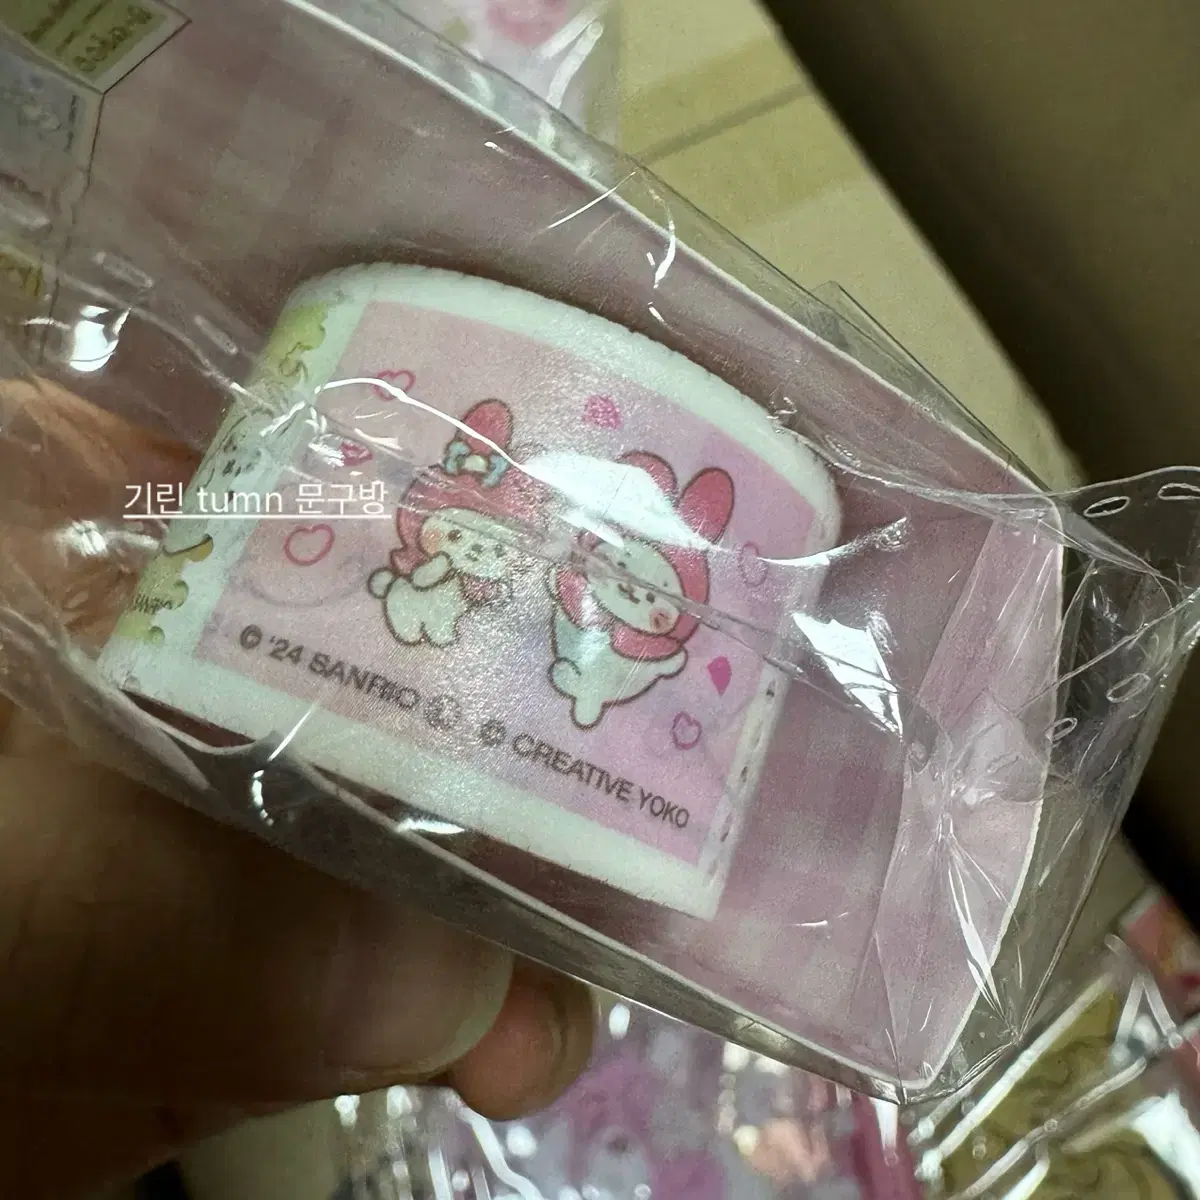 기린 tumn 문구방
© '24 SANRIO
© CREATIVE YOKO